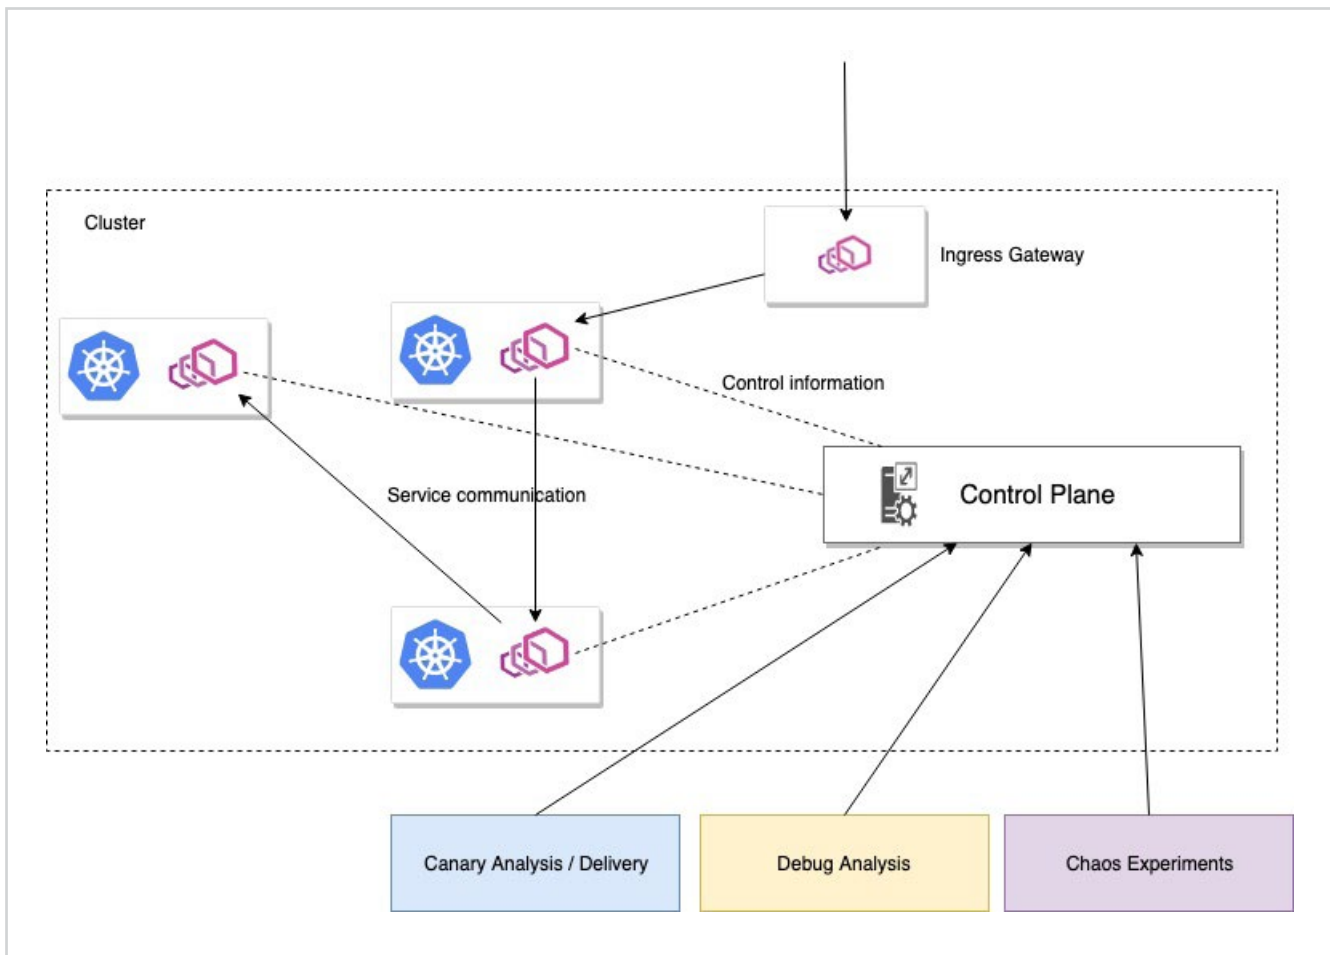 Cluster
Ingress Gateway
Control information
Service communication
Control Plane
Canary Analysis / Delivery
Debug Analysis
Chaos Experiments